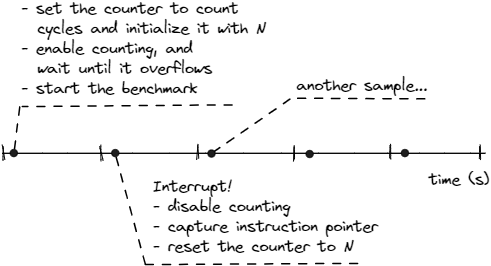 - set the counter to count
cycles and initialize it with N
- enable counting, and
wait until it overflows
- start the benchmark
another sample...
time (s)
Interrupt!
- disable counting
- capture instruction pointer
- reset the counter to N